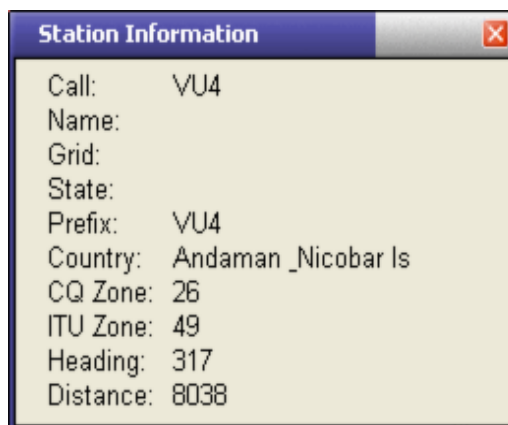 Station Information
Call: VU4
Name:
Grid:
State:
Prefix: VU4
Country: Andaman _Nicobar Is
CQ Zone: 26
ITU Zone: 49
Heading: 317
Distance: 8038